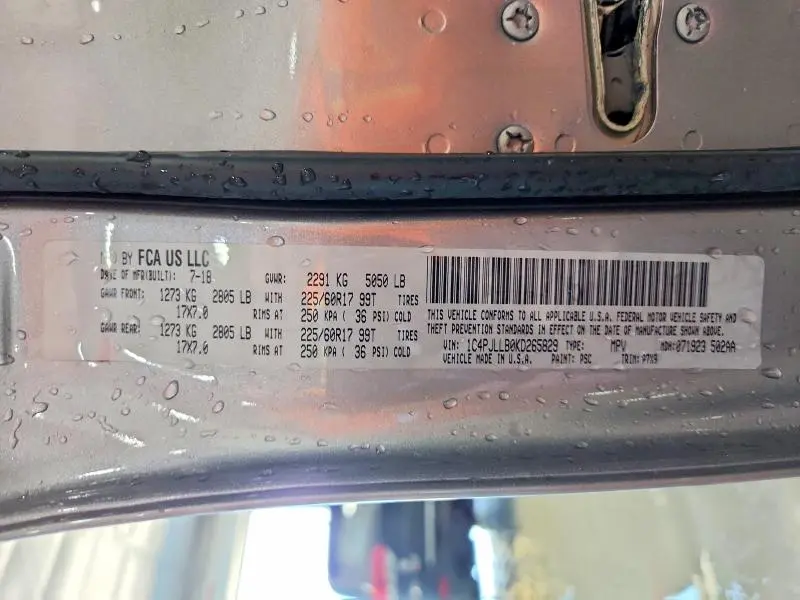 MFD BY FCA US LLC
DATE OF MFR(BUILT): 7-18 GVWR: 2291 KG 5050 LB
GAWR FRONT: 1273 KG 2805 LB WITH 225/60R17 99T TIRES
17X7.0 RIMS AT 250 KPA ( 36 PSI) COLD
GAWR REAR: 1273 KG 2805 LB WITH 225/60R17 99T TIRES
17X7.0 RIMS AT 250 KPA ( 36 PSI) COLD
THIS VEHICLE CONFORMS TO ALL APPLICABLE U.S.A. FEDERAL MOTOR VEHICLE SAFETY AND
THEFT PREVENTION STANDARDS IN EFFECT ON THE DATE OF MANUFACTURE SHOWN ABOVE.
VIN: 1C4PJLLB0KD265829 TYPE: MPV MDH:071923 502AA
VEHICLE MADE IN U.S.A. PAINT: PSC TRIM: P7X9